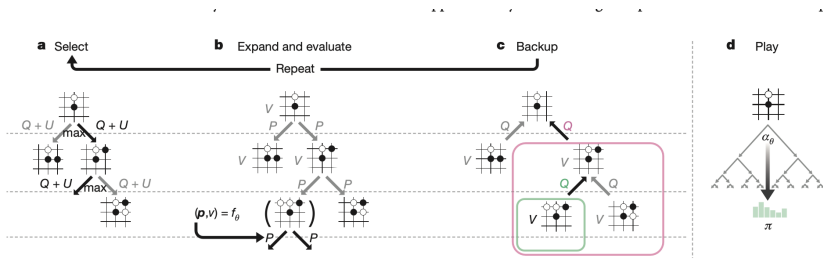 a Select
b Expand and evaluate
c Backup
d Play
Repeat
Q + U
max
Q + U
Q + U
max
Q + U
V
P
P
V
V
P
P
(p,v) = fθ
P
P
Q
Q
V
V
Q
Q
V
V
αθ
π